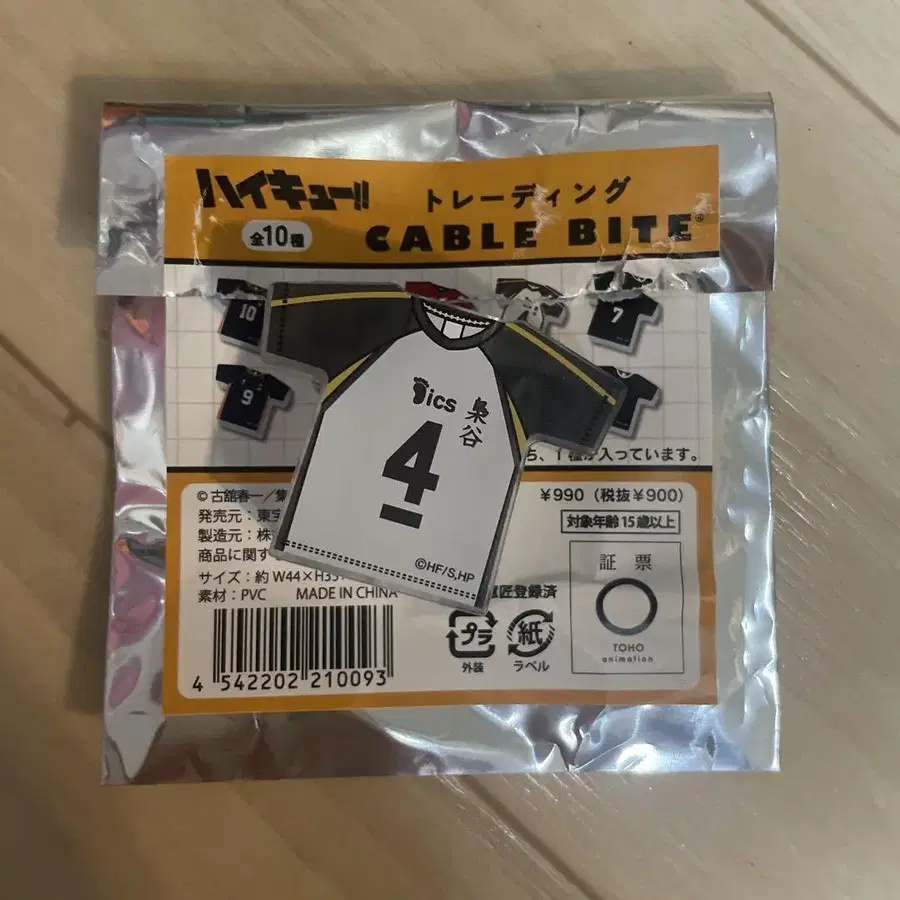 ハイキュー!!
トレーディング
全10種
CABLE BITE®
10
7
9
ics
梟谷
4
©HF/S,HP
、1種が入っています。
©古舘春一/集
¥990(税抜¥900)
発売元:東宝
対象年齢15歳以上
製造元:株
商品に関す
サイズ:約 W44×H35
素材:PVC MADE IN CHINA
意匠登録済
証票
TOHO
animation
プラ
外装
紙
ラベル
4 542202 210093